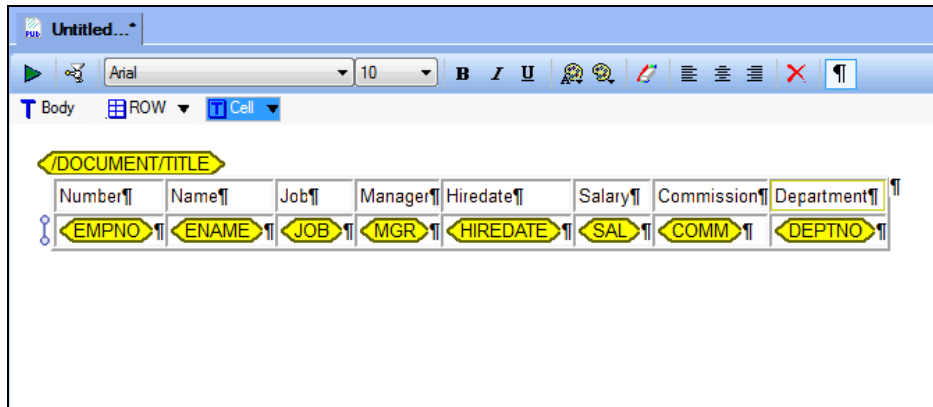 PUB Untitled...*
Arial 10 B I U ¶
T Body ROW T Cell
/DOCUMENT/TITLE
Number¶ Name¶ Job¶ Manager¶ Hiredate¶ Salary¶ Commission¶ Department¶ ¶
EMPNO ¶ ENAME ¶ JOB ¶ MGR ¶ HIREDATE ¶ SAL ¶ COMM ¶ DEPTNO ¶